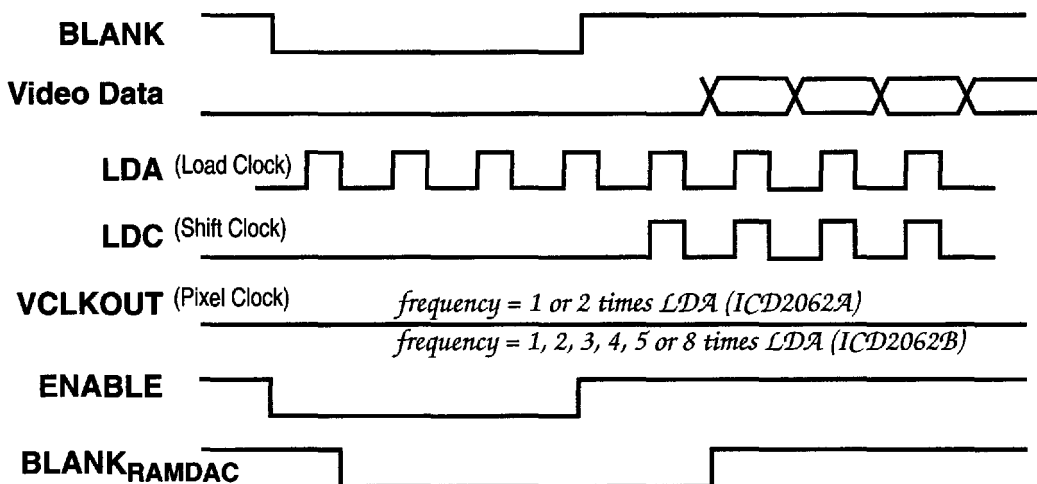 BLANK
Video Data
LDA (Load Clock)
LDC (Shift Clock)
VCLKOUT (Pixel Clock) frequency = 1 or 2 times LDA (ICD2062A)
frequency = 1, 2, 3, 4, 5 or 8 times LDA (ICD2062B)
ENABLE
BLANKRAMDAC